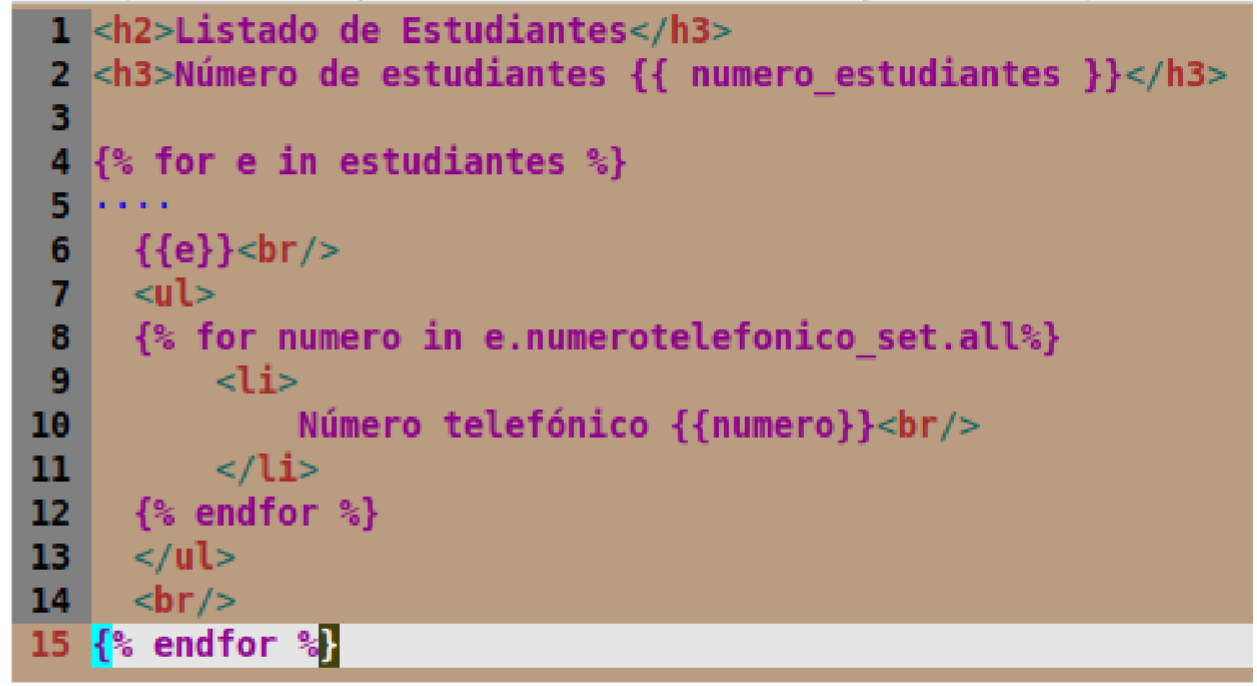 1 <h2>Listado de Estudiantes</h3>
2 <h3>Número de estudiantes {{ numero_estudiantes }}</h3>
3
4 {% for e in estudiantes %}
5 ····
6   {{e}}<br/>
7   <ul>
8   {% for numero in e.numerotelefonico_set.all%}
9       <li>
10           Número telefónico {{numero}}<br/>
11       </li>
12   {% endfor %}
13   </ul>
14   <br/>
15 {% endfor %}